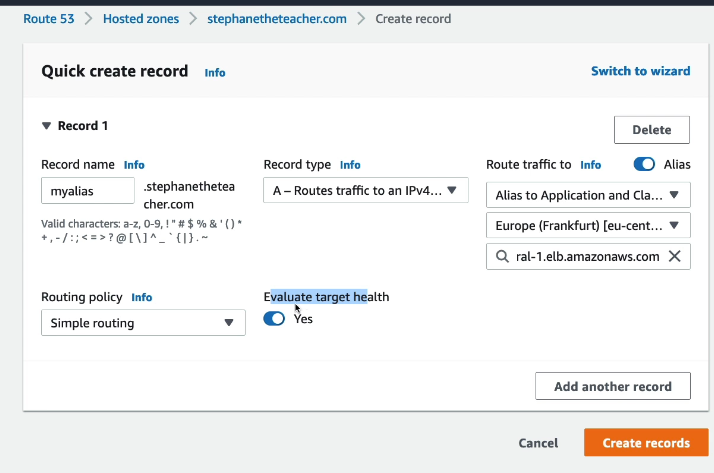 Route 53 > Hosted zones > stephanetheteacher.com > Create record
Quick create record Info
Switch to wizard
▼ Record 1
Delete
Record name Info
myalias
.stephanethetea
cher.com
Valid characters: a-z, 0-9, ! " # $ % & ' ( ) *
+ , - / : ; < = > ? @ [ \ ] ^ _ ` { | } . ~
Record type Info
A – Routes traffic to an IPv4...
Route traffic to Info
Alias
Alias to Application and Cla...
Europe (Frankfurt) [eu-cent...
ral-1.elb.amazonaws.com
Routing policy Info
Simple routing
Evaluate target health
Yes
Add another record
Cancel
Create records